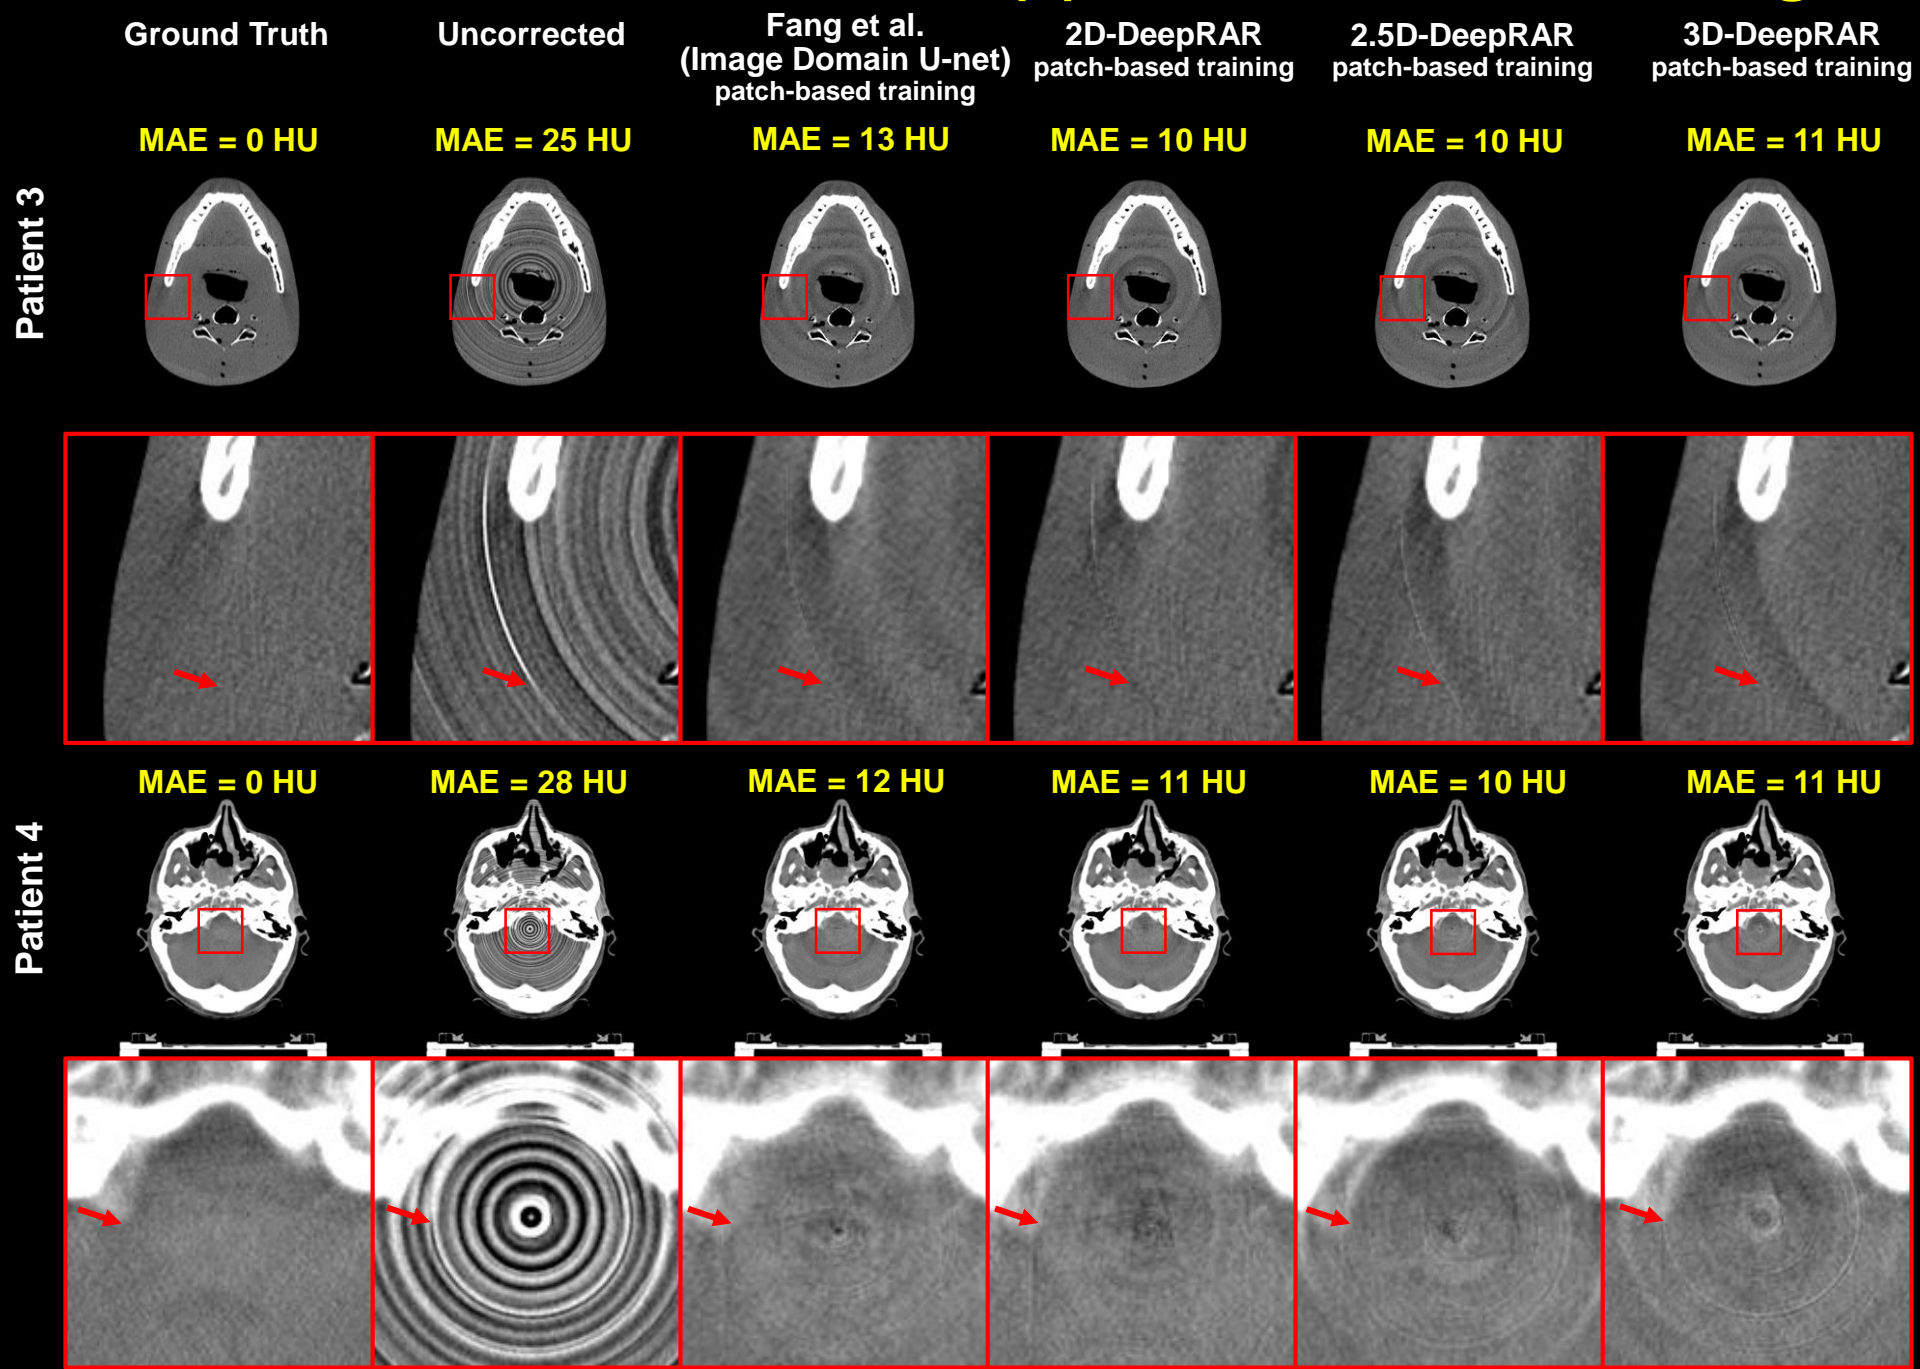 Ground Truth
Uncorrected
Fang et al.
(Image Domain U-net)
patch-based training
2D-DeepRAR
patch-based training
2.5D-DeepRAR
patch-based training
3D-DeepRAR
patch-based training
MAE = 0 HU
MAE = 25 HU
MAE = 13 HU
MAE = 10 HU
MAE = 10 HU
MAE = 11 HU
Patient 3
MAE = 0 HU
MAE = 28 HU
MAE = 12 HU
MAE = 11 HU
MAE = 10 HU
MAE = 11 HU
Patient 4